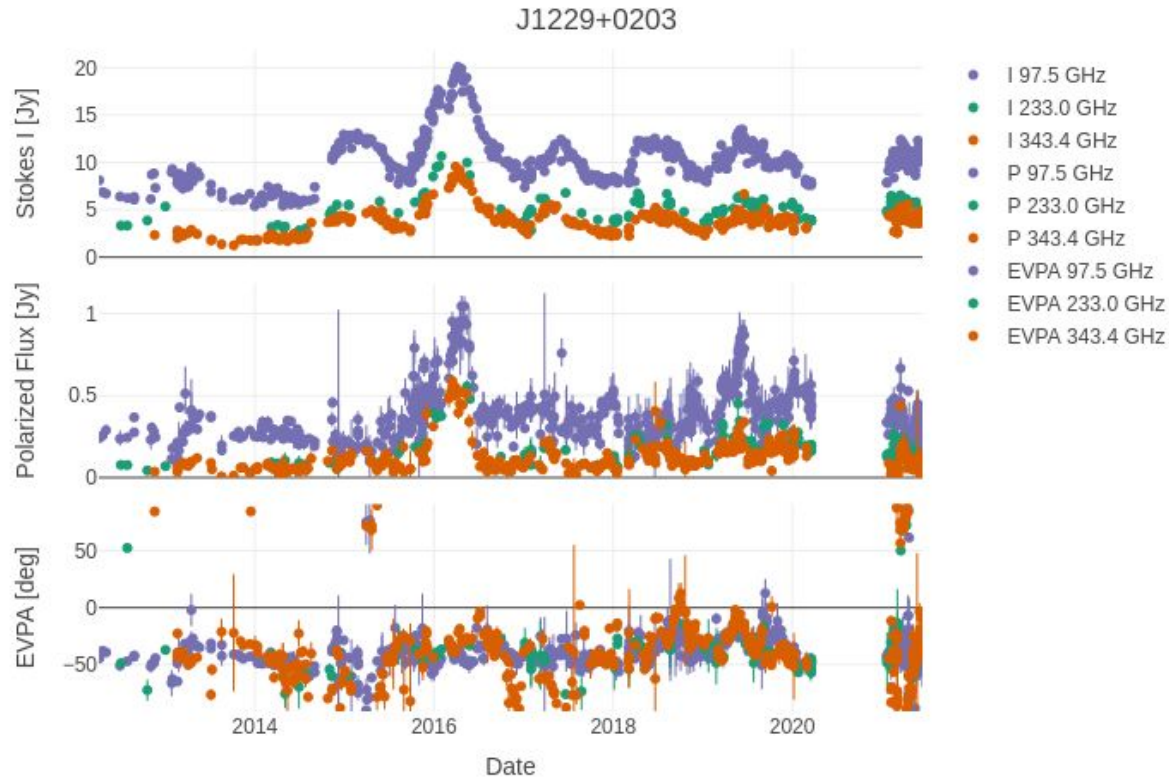 J1229+0203
Stokes I [Jy]
20
15
10
5
0
Polarized Flux [Jy]
1
0.5
0
EVPA [deg]
50
0
−50
2014
2016
2018
2020
Date
I 97.5 GHz
I 233.0 GHz
I 343.4 GHz
P 97.5 GHz
P 233.0 GHz
P 343.4 GHz
EVPA 97.5 GHz
EVPA 233.0 GHz
EVPA 343.4 GHz